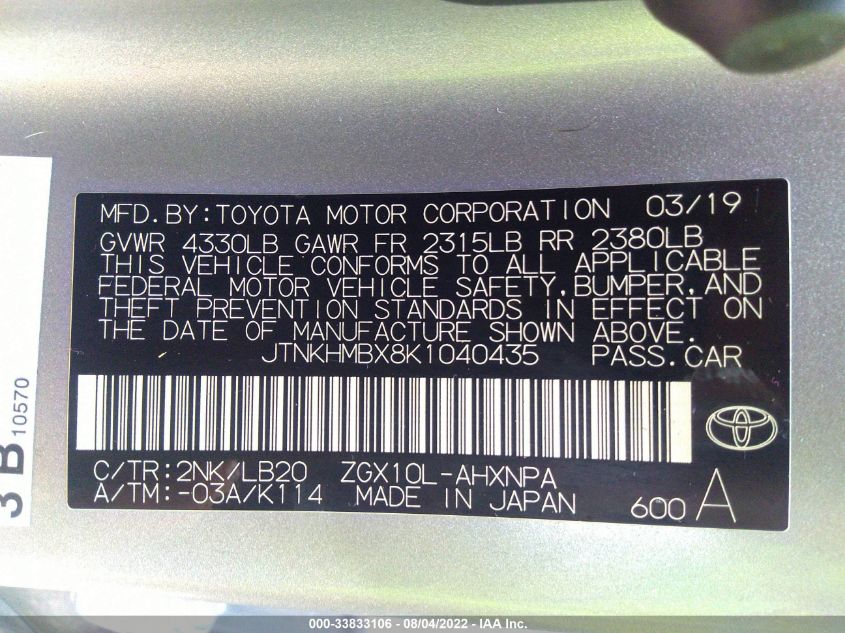 MFD.BY:TOYOTA MOTOR CORPORATION 03/19
GVWR 4330LB GAWR FR 2315LB RR 2380LB
THIS VEHICLE CONFORMS TO ALL APPLICABLE
FEDERAL MOTOR VEHICLE SAFETY,BUMPER,AND
THEFT PREVENTION STANDARDS IN EFFECT ON
THE DATE OF MANUFACTURE SHOWN ABOVE.
JTNKHMBX8K1040435 PASS.CAR
C/TR:2NK/LB20 ZGX10L-AHXNPA
A/TM:-03A/K114 MADE IN JAPAN 600 A
3 B 10570
000-33833106 - 08/04/2022 - IAA Inc.